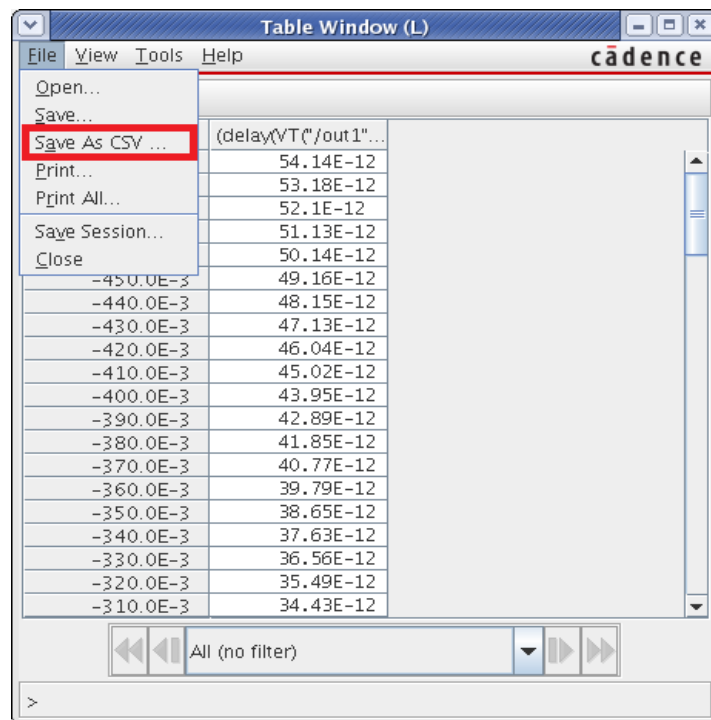 Table Window (L)
File View Tools Help cādence
Open...
Save...
Save As CSV ...
Print...
Print All...
Save Session...
Close
(delay(VT("/out1"...
54.14E-12
53.18E-12
52.1E-12
51.13E-12
50.14E-12
-450.0E-3 49.16E-12
-440.0E-3 48.15E-12
-430.0E-3 47.13E-12
-420.0E-3 46.04E-12
-410.0E-3 45.02E-12
-400.0E-3 43.95E-12
-390.0E-3 42.89E-12
-380.0E-3 41.85E-12
-370.0E-3 40.77E-12
-360.0E-3 39.79E-12
-350.0E-3 38.65E-12
-340.0E-3 37.63E-12
-330.0E-3 36.56E-12
-320.0E-3 35.49E-12
-310.0E-3 34.43E-12
All (no filter)
>